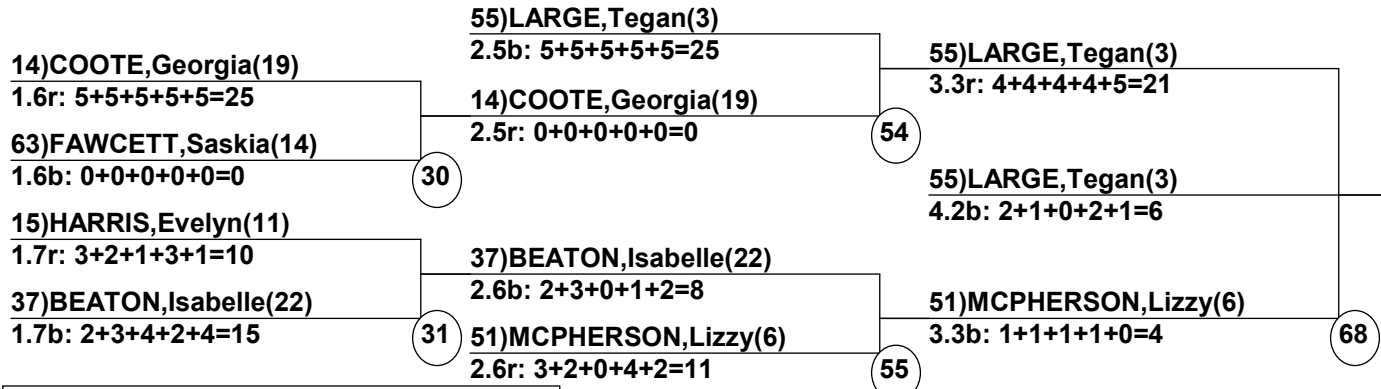 14)COOTE,Georgia(19)
1.6r: 5+5+5+5+5=25
63)FAWCETT,Saskia(14)
1.6b: 0+0+0+0+0=0
30
15)HARRIS,Evelyn(11)
1.7r: 3+2+1+3+1=10
37)BEATON,Isabelle(22)
1.7b: 2+3+4+2+4=15
31
55)LARGE,Tegan(3)
2.5b: 5+5+5+5+5=25
14)COOTE,Georgia(19)
2.5r: 0+0+0+0+0=0
54
37)BEATON,Isabelle(22)
2.6b: 2+3+0+1+2=8
51)MCPHERSON,Lizzy(6)
2.6r: 3+2+0+4+2=11
55
55)LARGE,Tegan(3)
3.3r: 4+4+4+4+5=21
55)LARGE,Tegan(3)
4.2b: 2+1+0+2+1=6
51)MCPHERSON,Lizzy(6)
3.3b: 1+1+1+1+0=4
68